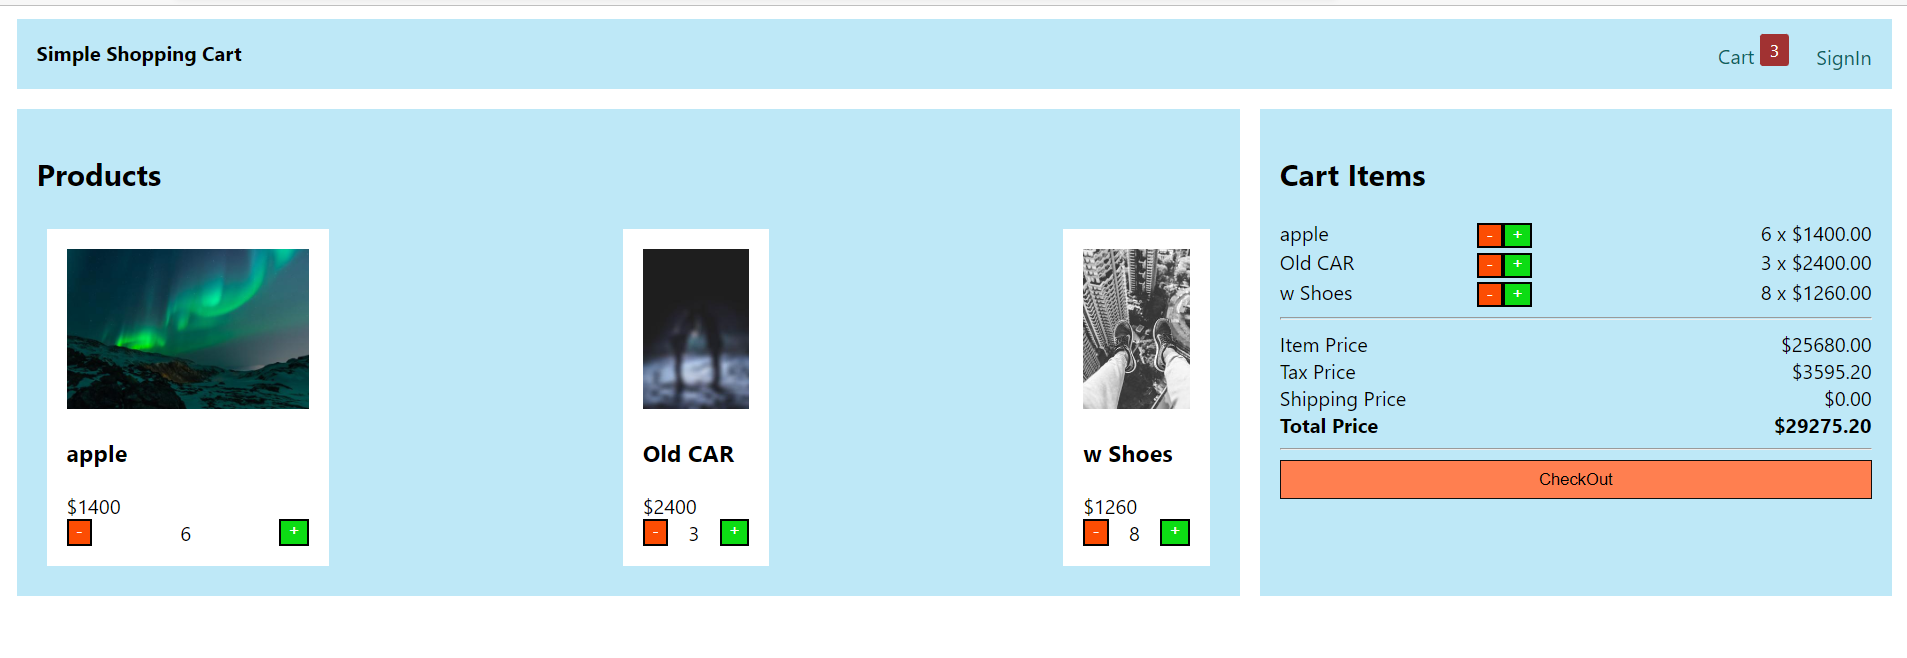 Simple Shopping Cart
Cart 3 SignIn
Products
apple
$1400
- 6 +
Old CAR
$2400
- 3 +
w Shoes
$1260
- 8 +
Cart Items
apple - + 6 x $1400.00
Old CAR - + 3 x $2400.00
w Shoes - + 8 x $1260.00
Item Price $25680.00
Tax Price $3595.20
Shipping Price $0.00
Total Price $29275.20
CheckOut